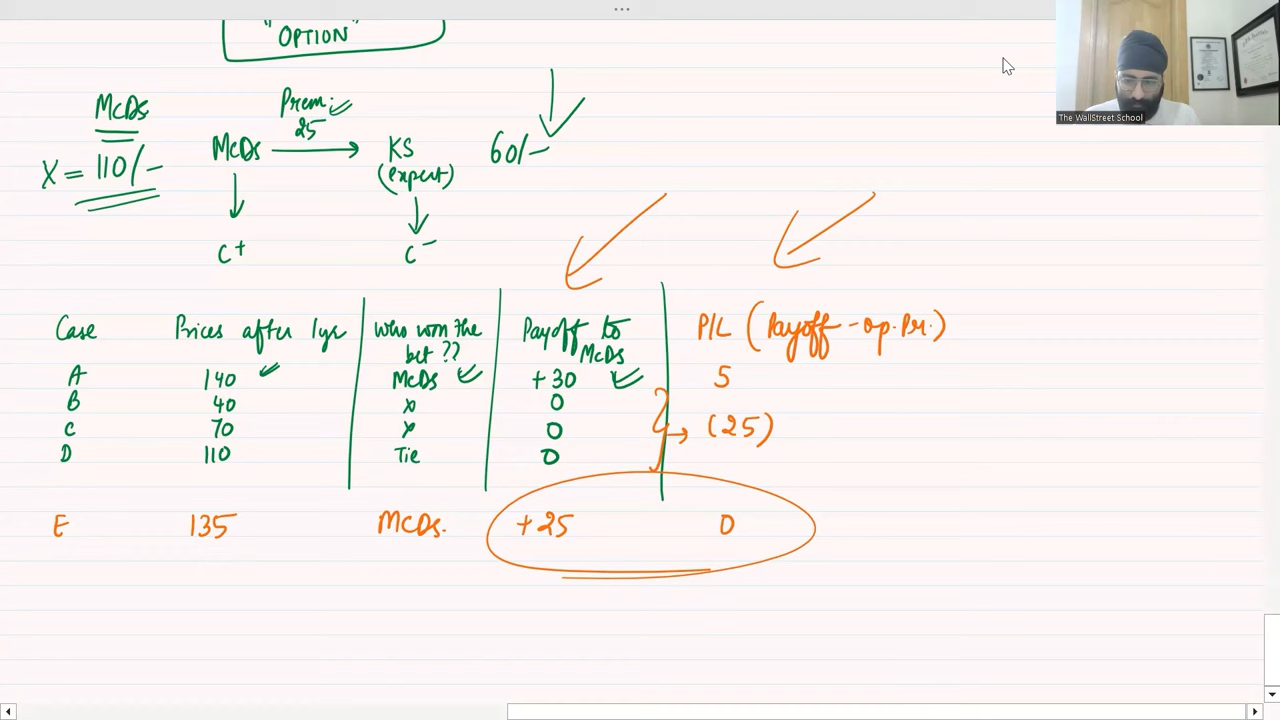 "OPTION"
McDs
X = 110/-
Prem:
25
McDs → KS
(expert)
60/-
C+
C-
Case Prices after 1yr Who won the bet ?? Payoff to McDs P/L (Payoff - op. Pr.)
A 140 McDs +30 5
B 40 x 0
C 70 x 0 → (25)
D 110 Tie 0
E 135 McDs. +25 0
The WallStreet School